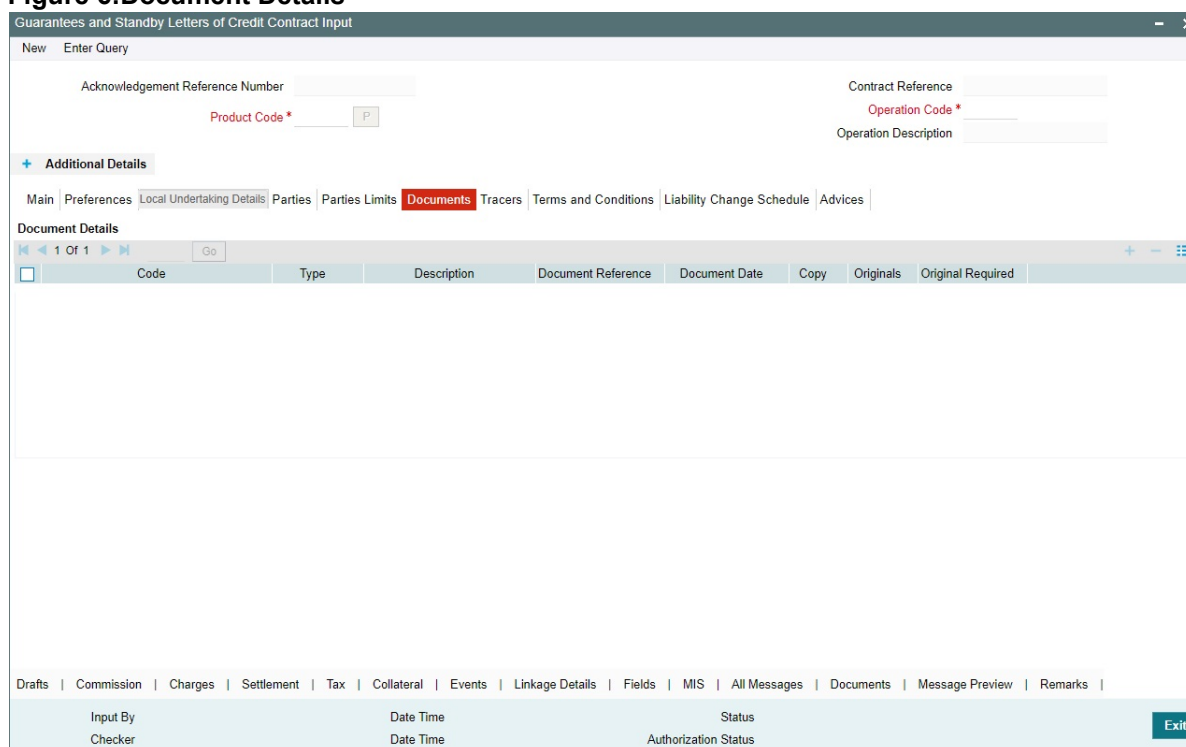 Figure 6:Document Details
Guarantees and Standby Letters of Credit Contract Input
New Enter Query
Acknowledgement Reference Number
Contract Reference
Product Code * P
Operation Code *
Operation Description
+ Additional Details
Main Preferences Local Undertaking Details Parties Parties Limits Documents Tracers Terms and Conditions Liability Change Schedule Advices
Document Details
1 Of 1 Go
Code Type Description Document Reference Document Date Copy Originals Original Required
Drafts | Commission | Charges | Settlement | Tax | Collateral | Events | Linkage Details | Fields | MIS | All Messages | Documents | Message Preview | Remarks |
Input By Date Time Status
Checker Date Time Authorization Status
Exit